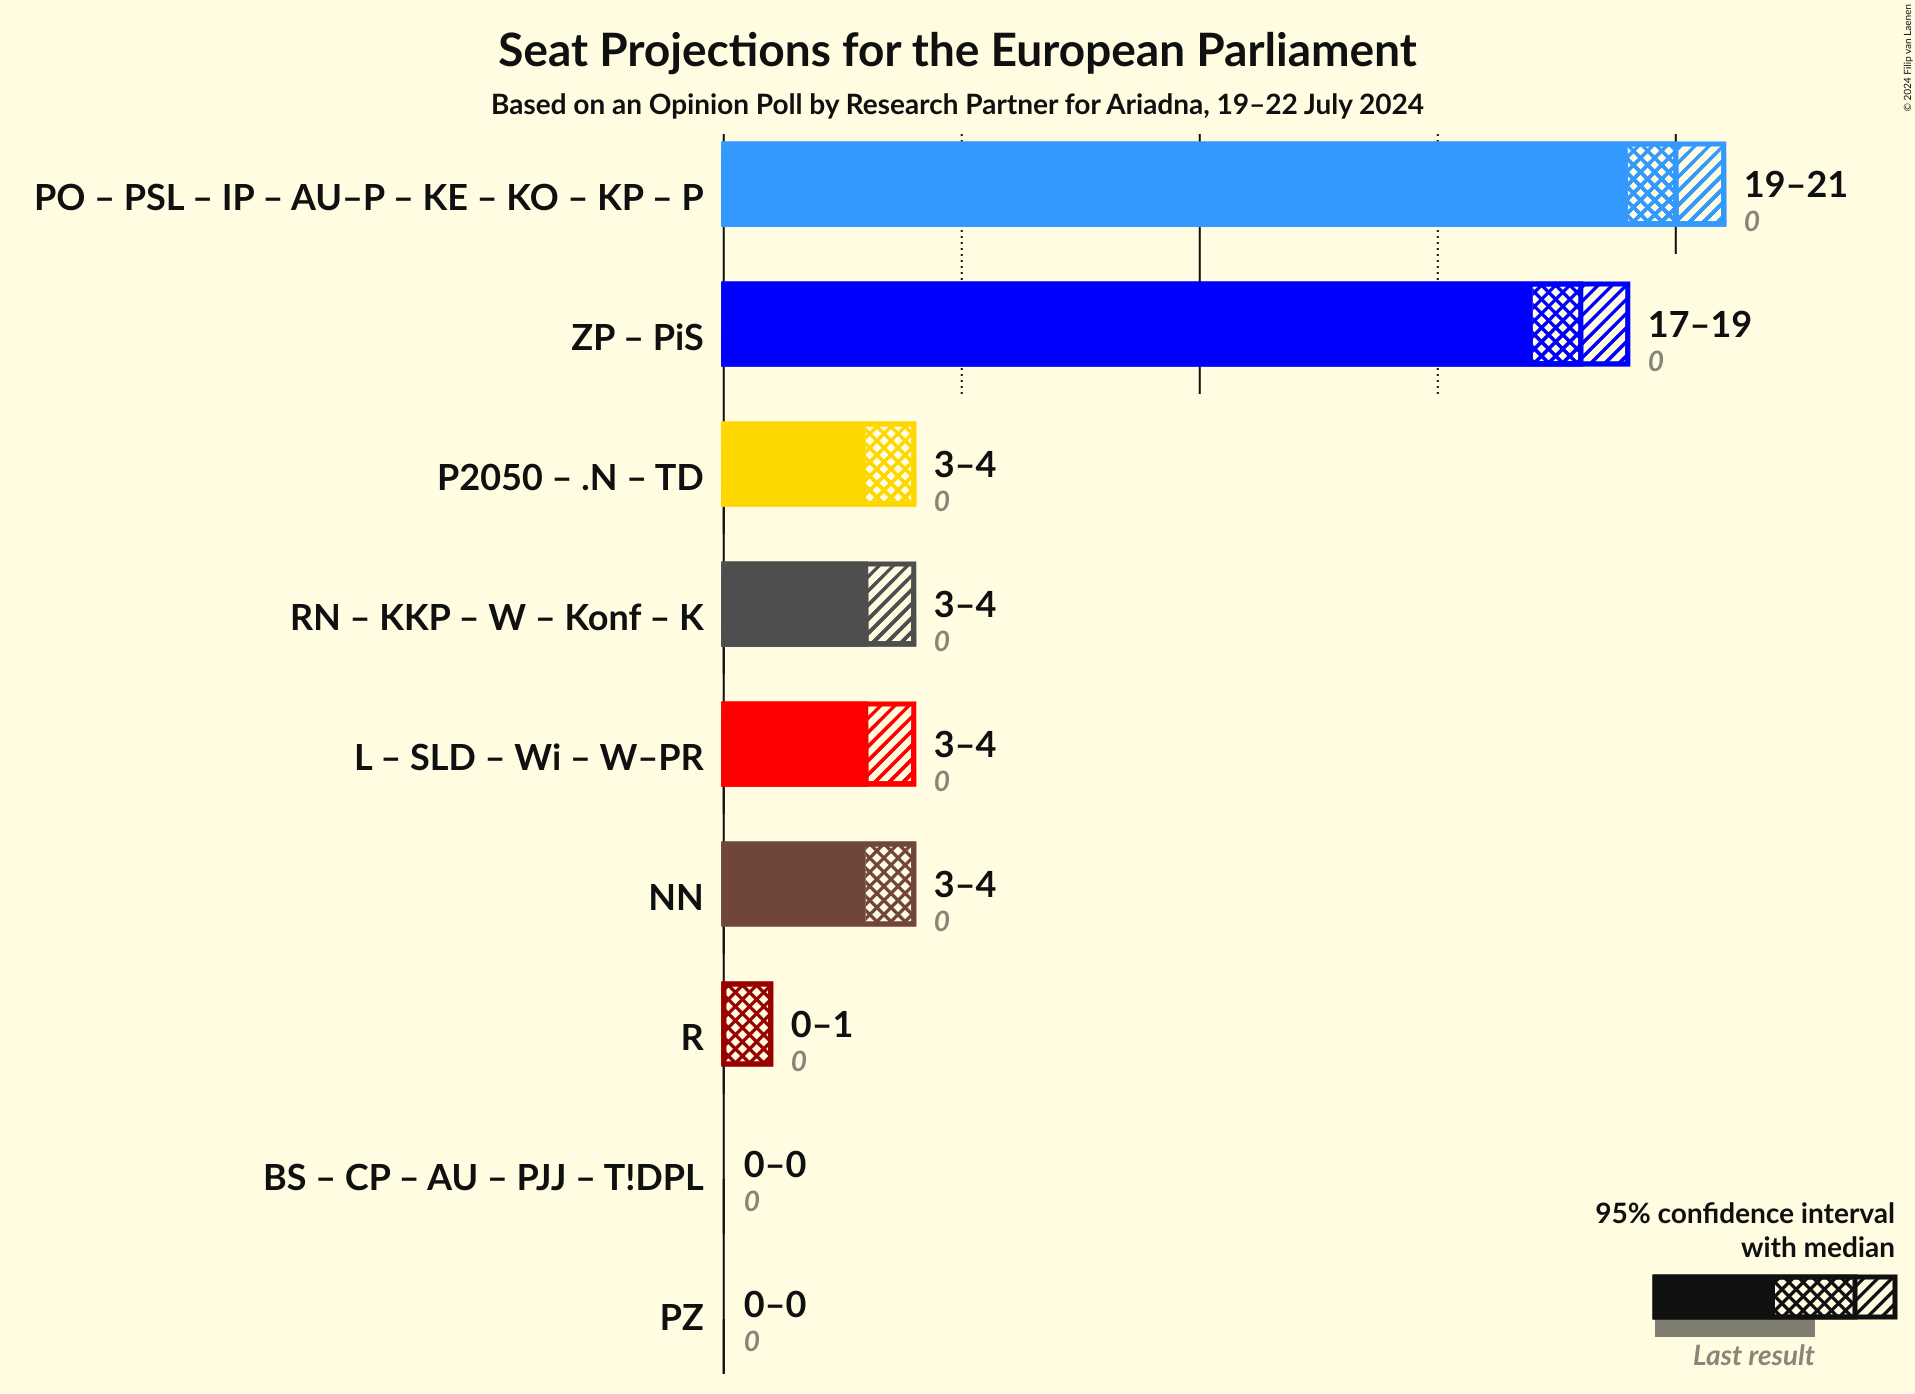 Seat Projections for the European Parliament
Based on an Opinion Poll by Research Partner for Ariadna, 19–22 July 2024
© 2024 Filip van Laenen
PO – PSL – IP – AU–P – KE – KO – KP – P
19–21
0
ZP – PiS
17–19
0
P2050 – .N – TD
3–4
0
RN – KKP – W – Konf – K
3–4
0
L – SLD – Wi – W–PR
3–4
0
NN
3–4
0
R
0–1
0
BS – CP – AU – PJJ – T!DPL
0–0
0
PZ
0–0
0
95% confidence interval
with median
Last result